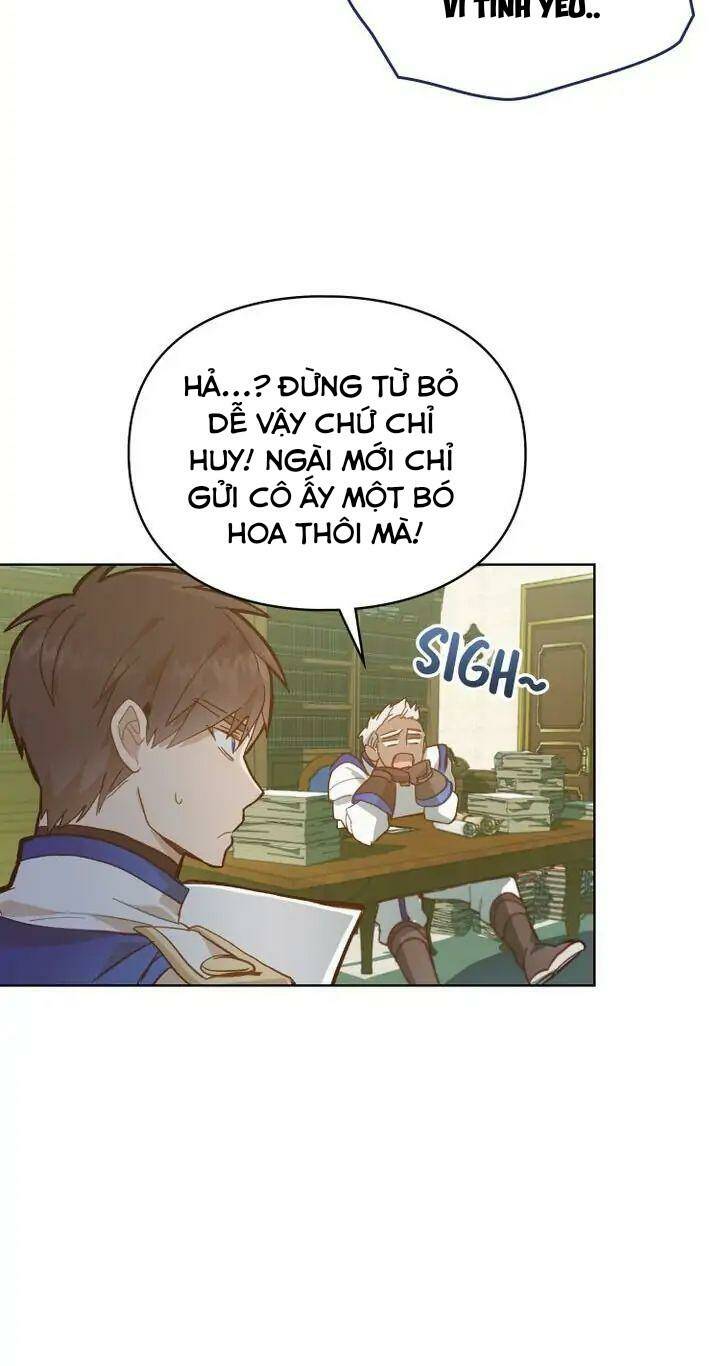 VÌ TÌNH YÊU..
HẢ...? ĐỪNG TỪ BỎ
DỄ VẬY CHỨ CHỈ
HUY! NGÀI MỚI CHỈ
GỬI CÔ ẤY MỘT BÓ
HOA THÔI MÀ!
SIGH~